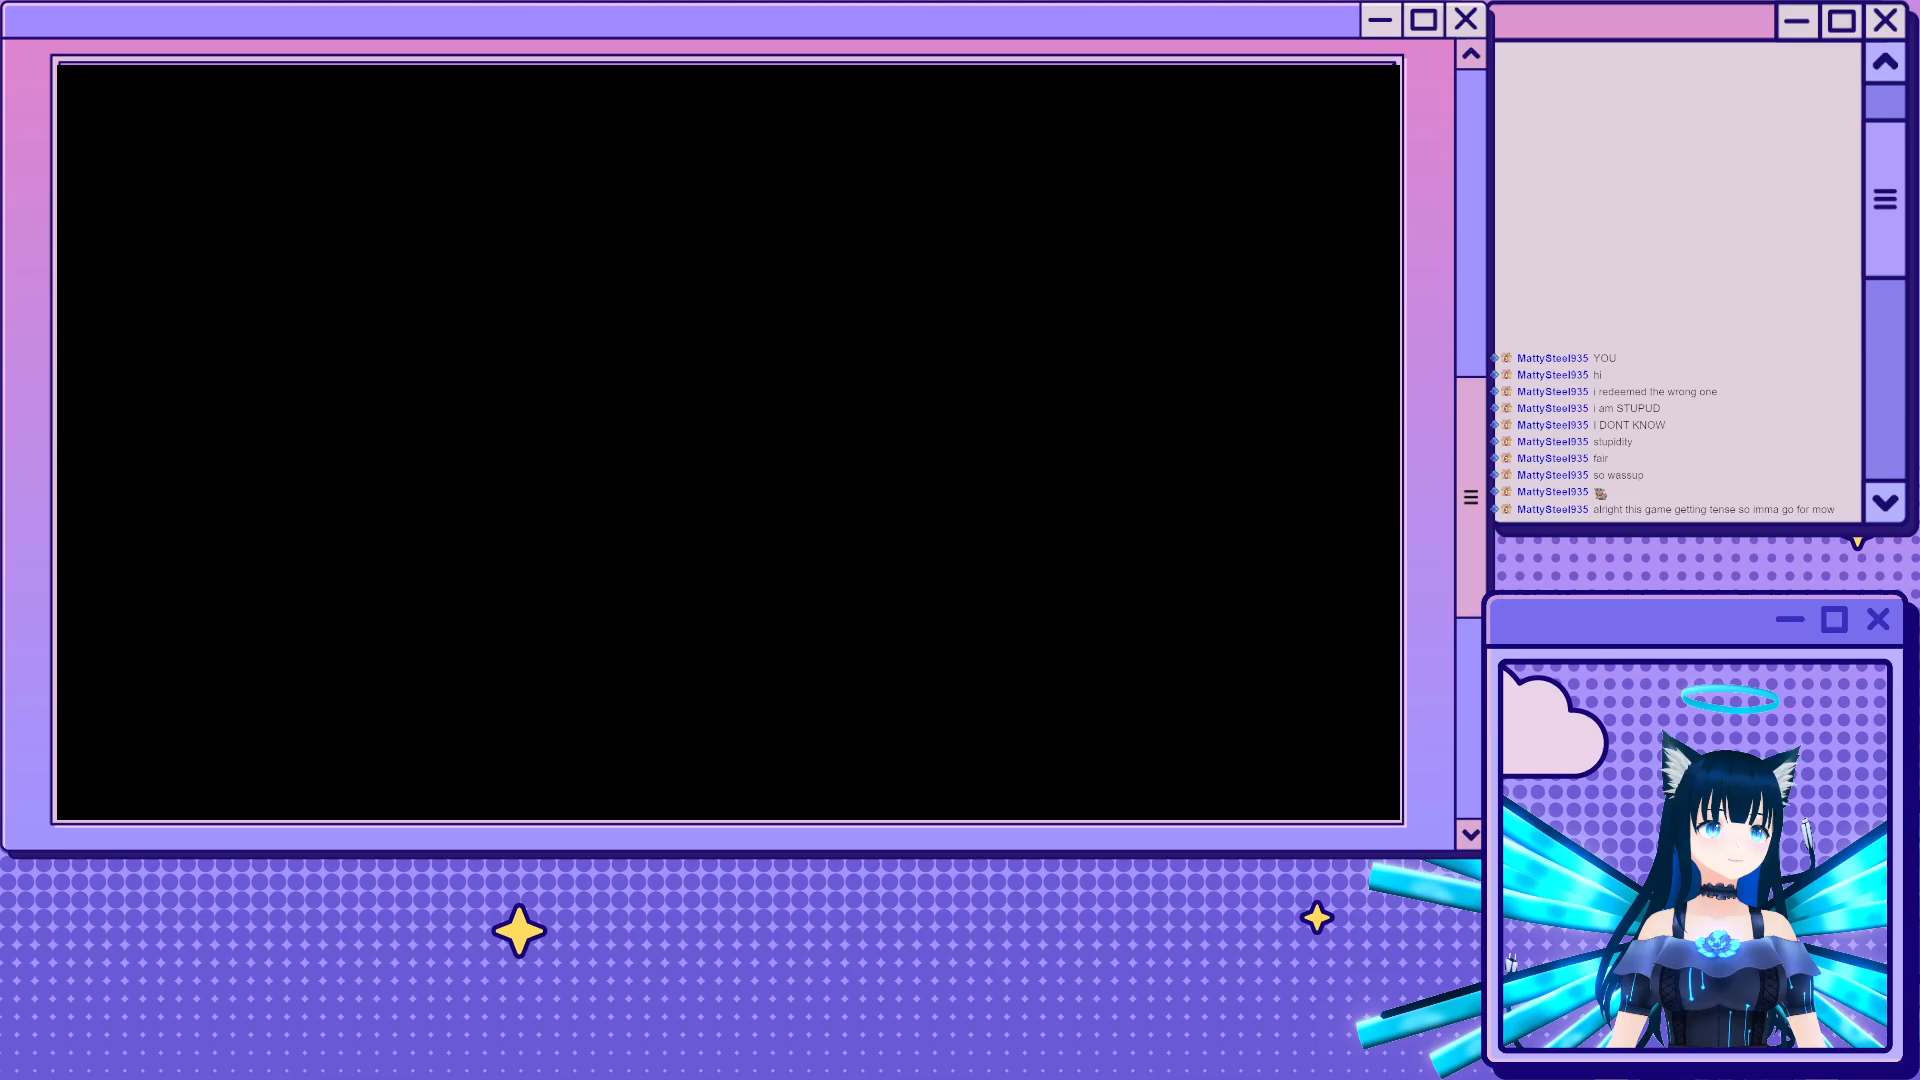 MattySteel935 YOU
MattySteel935 hi
MattySteel935 i redeemed the wrong one
MattySteel935 i am STUPUD
MattySteel935 I DONT KNOW
MattySteel935 stupidity
MattySteel935 fair
MattySteel935 so wassup
MattySteel935
MattySteel935 alright this game getting tense so imma go for mow